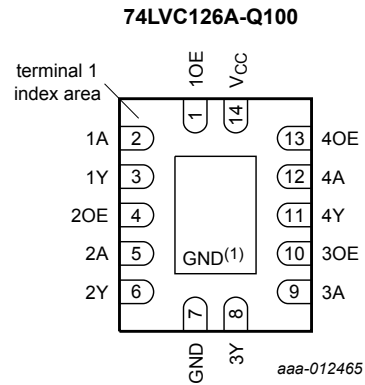 74LVC126A-Q100
terminal 1
index area
1OE
VCC
1
14
1A 2
13 4OE
1Y 3
12 4A
2OE 4
11 4Y
2A 5
10 3OE
2Y 6
9 3A
GND(1)
7
8
GND
3Y
aaa-012465